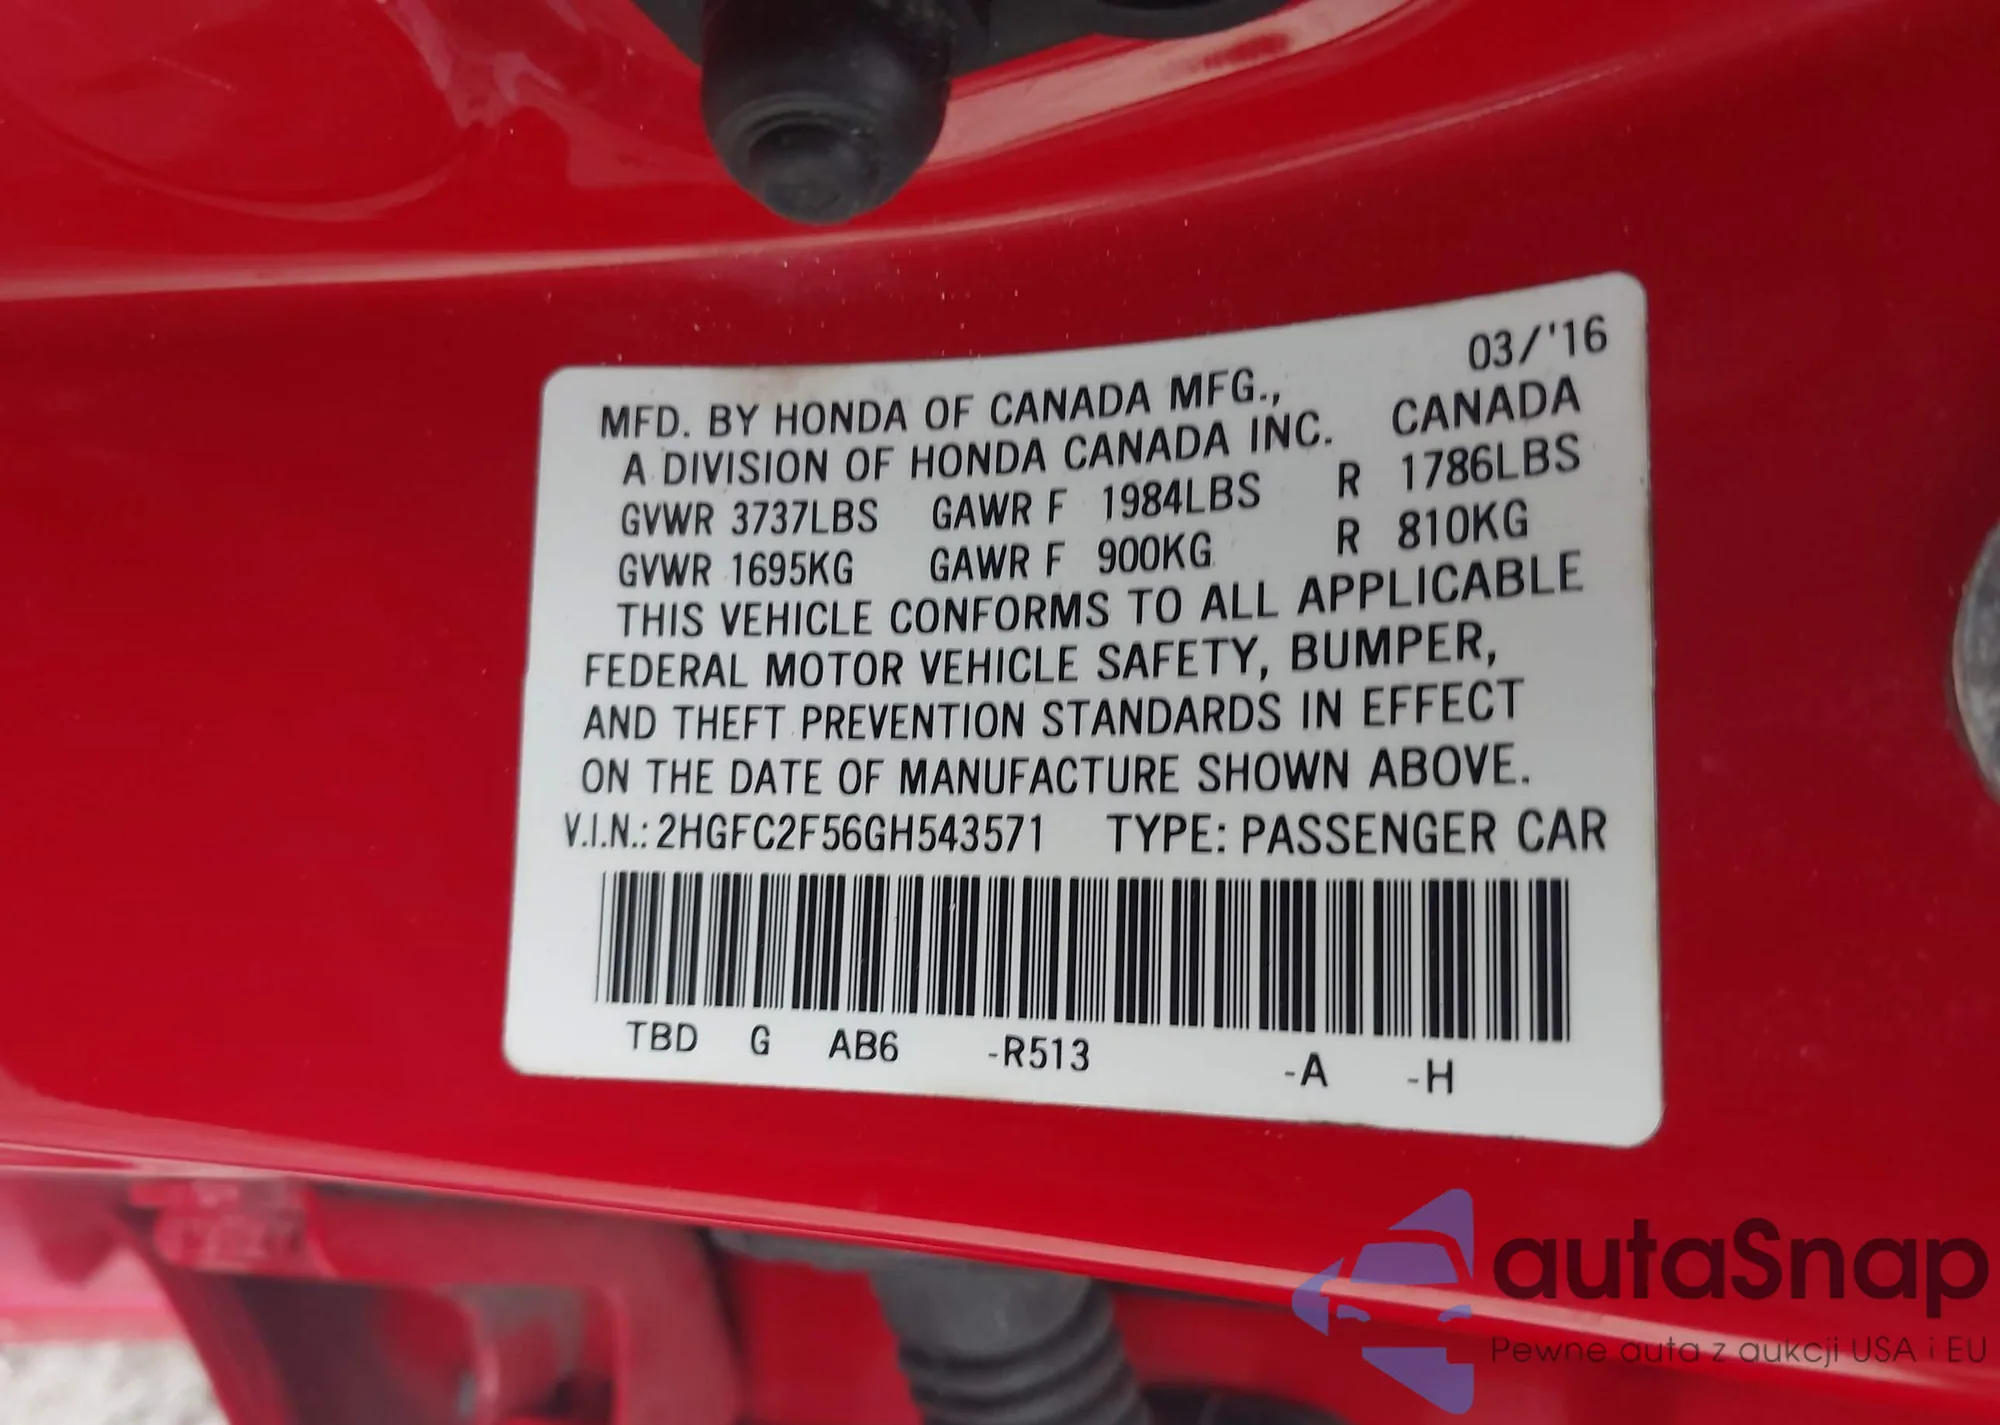 03/'16
MFD. BY HONDA OF CANADA MFG., CANADA
A DIVISION OF HONDA CANADA INC.
GVWR 3737LBS GAWR F 1984LBS R 1786LBS
GVWR 1695KG GAWR F 900KG R 810KG
THIS VEHICLE CONFORMS TO ALL APPLICABLE
FEDERAL MOTOR VEHICLE SAFETY, BUMPER,
AND THEFT PREVENTION STANDARDS IN EFFECT
ON THE DATE OF MANUFACTURE SHOWN ABOVE.
V.I.N.: 2HGFC2F56GH543571 TYPE: PASSENGER CAR
TBD G AB6 -R513 -A -H
autaSnap
Pewne auta z aukcji USA i EU